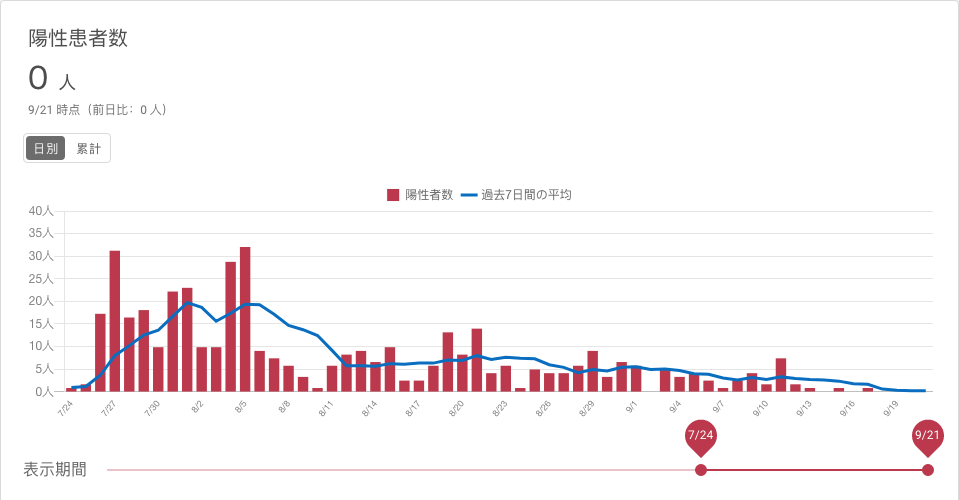 陽性患者数
0 人
9/21 時点（前日比：0 人）
日別 累計
陽性者数 過去7日間の平均
40人
35人
30人
25人
20人
15人
10人
5人
0人
7/24 7/27 7/30 8/2 8/5 8/8 8/11 8/14 8/17 8/20 8/23 8/26 8/29 9/1 9/4 9/7 9/10 9/13 9/16 9/19
7/24 9/21
表示期間